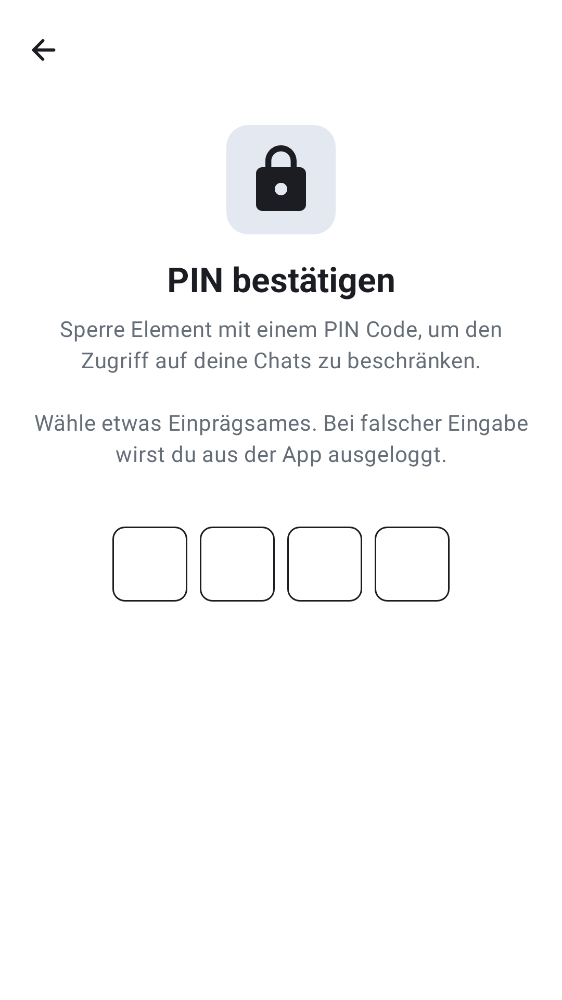 PIN bestätigen
Sperre Element mit einem PIN Code, um den
Zugriff auf deine Chats zu beschränken.
Wähle etwas Einprägsames. Bei falscher Eingabe
wirst du aus der App ausgeloggt.